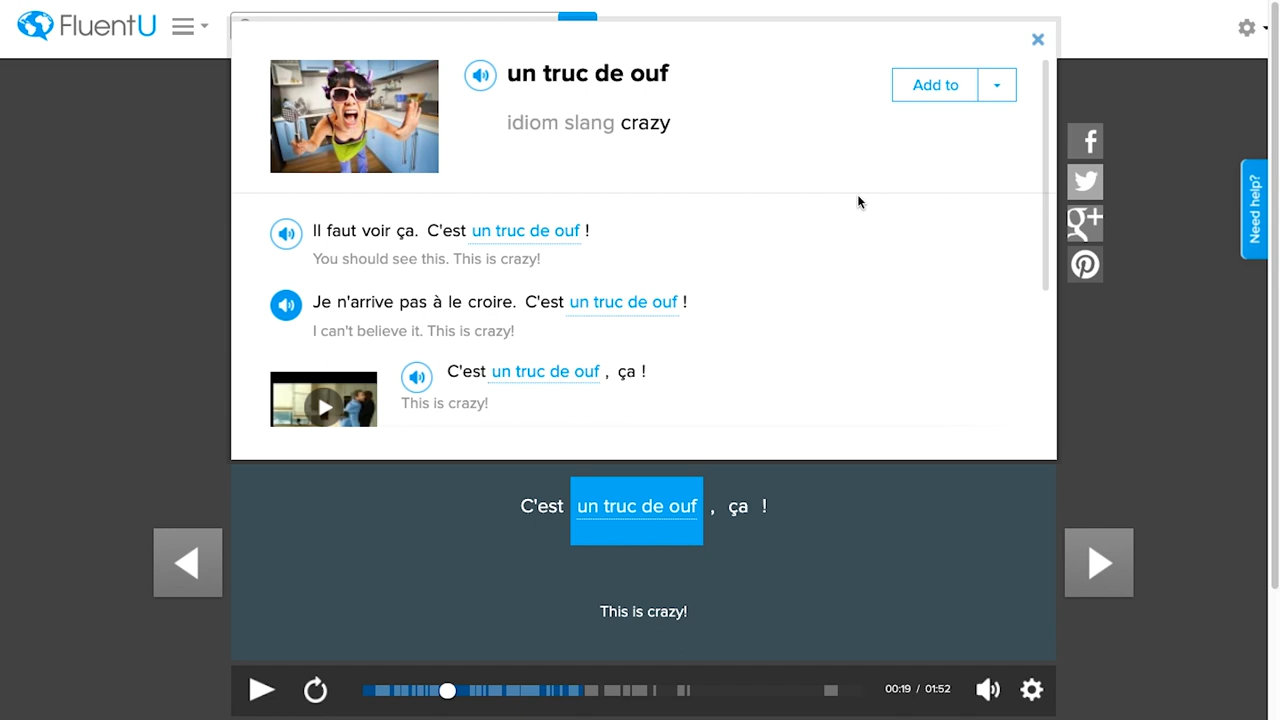 FluentU
un truc de ouf
Add to
idiom slang crazy
Il faut voir ça. C'est un truc de ouf !
You should see this. This is crazy!
Je n'arrive pas à le croire. C'est un truc de ouf !
I can't believe it. This is crazy!
C'est un truc de ouf , ça !
This is crazy!
f
g+
Need help?
C'est un truc de ouf , ça !
This is crazy!
00:19 / 01:52